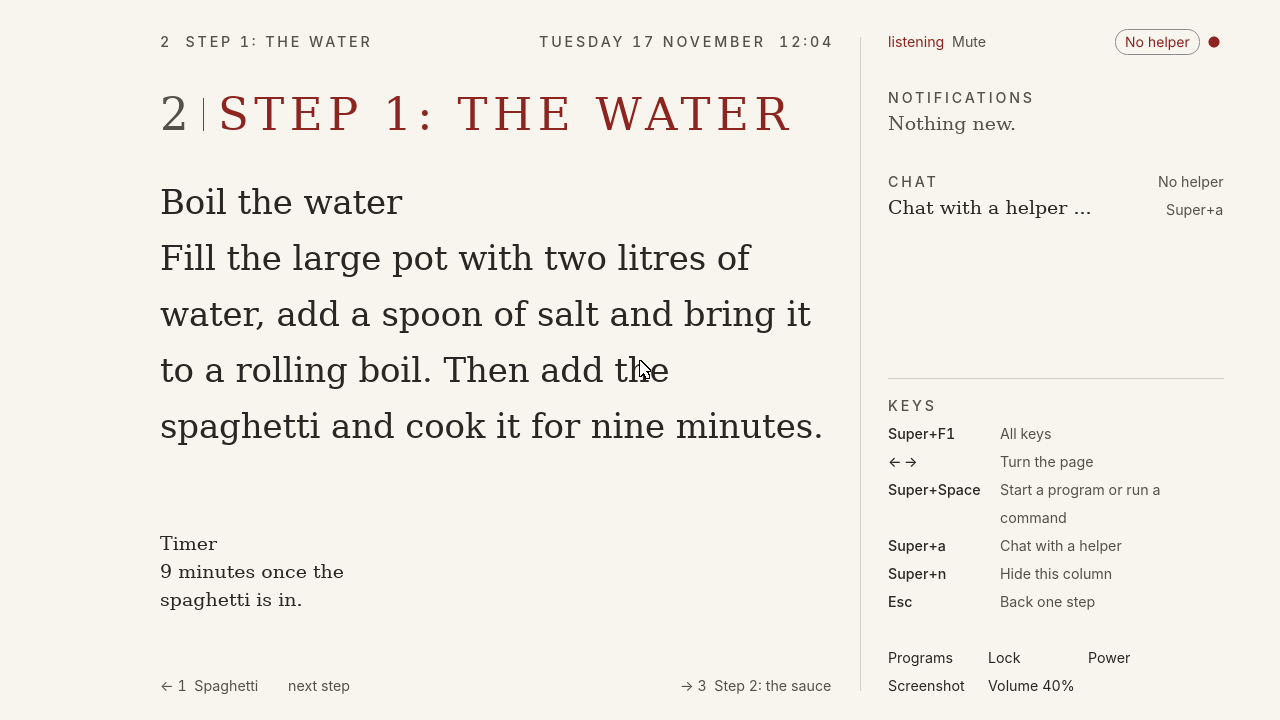 2 STEP 1: THE WATER
TUESDAY 17 NOVEMBER 12:04
2 STEP 1: THE WATER
Boil the water
Fill the large pot with two litres of
water, add a spoon of salt and bring it
to a rolling boil. Then add the
spaghetti and cook it for nine minutes.
Timer
9 minutes once the
spaghetti is in.
← 1 Spaghetti next step
→ 3 Step 2: the sauce
listening Mute
No helper
NOTIFICATIONS
Nothing new.
CHAT No helper
Chat with a helper ... Super+a
KEYS
Super+F1 All keys
← → Turn the page
Super+Space Start a program or run a
command
Super+a Chat with a helper
Super+n Hide this column
Esc Back one step
Programs Lock Power
Screenshot Volume 40%